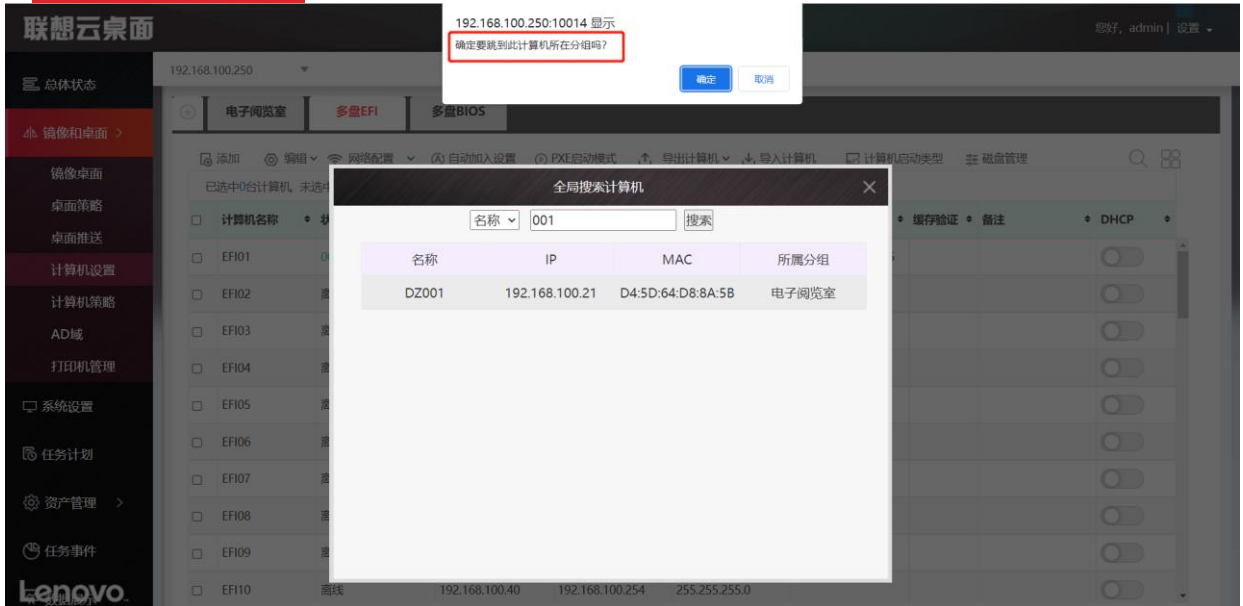 联想云桌面
192.168.100.250:10014 显示
确定要跳到此计算机所在分组吗?
确定 取消
您好, admin | 设置
总体状态
镜像和桌面 >
镜像桌面
桌面策略
桌面推送
计算机设置
计算机策略
AD域
打印机管理
系统设置
任务计划
资产管理 >
任务事件
Lenovo
192.168.100.250
电子阅览室 多盘EFI 多盘BIOS
添加 编组 网络配置 自动加入设置 PXE启动模式 导出计算机 导入计算机 计算机启动类型 磁盘管理
已选中0台计算机, 未选中
计算机名称 缓存验证 备注 DHCP
全局搜索计算机
名称 001 搜索
名称 IP MAC 所属分组
DZ001 192.168.100.21 D4:5D:64:D8:8A:5B 电子阅览室
EFI01
EFI02
EFI03
EFI04
EFI05
EFI06
EFI07
EFI08
EFI09
EFI10 离线 192.168.100.40 192.168.100.254 255.255.255.0